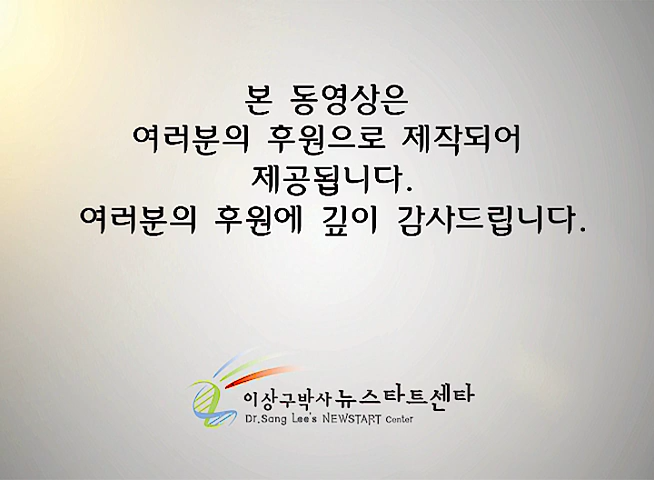 본 동영상은
여러분의 후원으로 제작되어
제공됩니다.
여러분의 후원에 깊이 감사드립니다.
이상구박사 뉴스타트센타
Dr.Sang Lee's NEWSTART Center